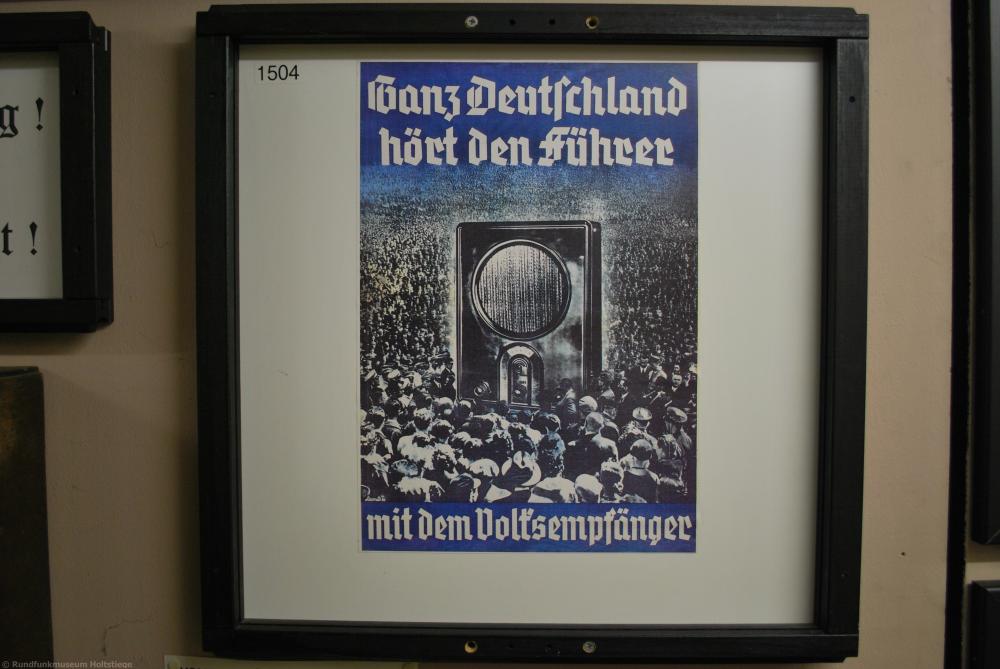 g!
t!
1504
Ganz Deutſchland
hört den Führer
mit dem Volksempfänger
© Rundfunkmuseum Holtstiege